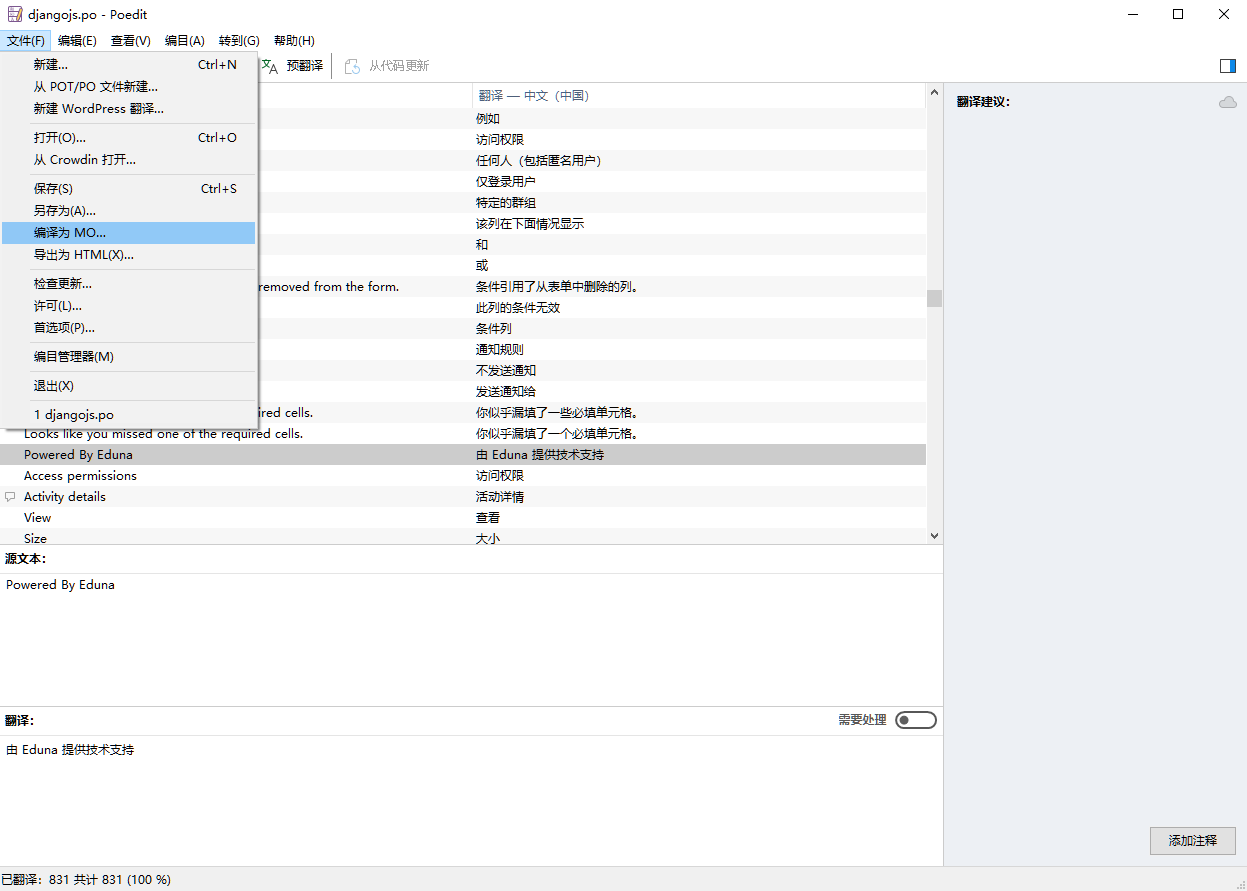 djangojs.po - Poedit
文件(F) 编辑(E) 查看(V) 编目(A) 转到(G) 帮助(H)
预翻译 从代码更新
新建... Ctrl+N
从 POT/PO 文件新建...
新建 WordPress 翻译...
打开(O)... Ctrl+O
从 Crowdin 打开...
保存(S) Ctrl+S
另存为(A)...
编译为 MO...
导出为 HTML(X)...
检查更新...
许可(L)...
首选项(P)...
编目管理器(M)
退出(X)
1 djangojs.po
翻译 — 中文（中国）
例如
访问权限
任何人（包括匿名用户）
仅登录用户
特定的群组
该列在下面情况显示
和
或
removed from the form. 条件引用了从表单中删除的列。
此列的条件无效
条件列
通知规则
不发送通知
发送通知给
ired cells. 你似乎漏填了一些必填单元格。
Looks like you missed one of the required cells. 你似乎漏填了一个必填单元格。
Powered By Eduna 由 Eduna 提供技术支持
Access permissions 访问权限
Activity details 活动详情
View 查看
Size 大小
源文本：
Powered By Eduna
翻译： 需要处理
由 Eduna 提供技术支持
翻译建议：
添加注释
已翻译：831 共计 831 (100 %)